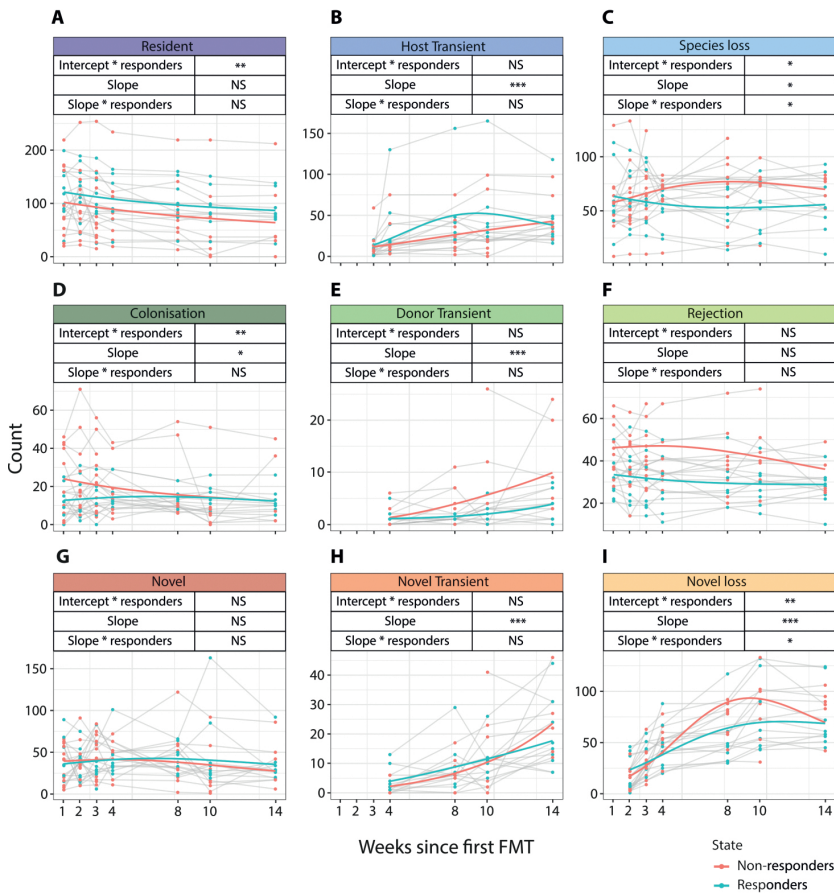 A B C
Resident Host Transient Species loss
Intercept * responders ** Intercept * responders NS Intercept * responders *
Slope NS Slope *** Slope *
Slope * responders NS Slope * responders NS Slope * responders *
200 150 100
100 100 50
0 50
0
D E F
Colonisation Donor Transient Rejection
Intercept * responders ** Intercept * responders NS Intercept * responders NS
Slope * Slope *** Slope NS
Slope * responders NS Slope * responders NS Slope * responders NS
Count
60 20 60
40 10 40
20 0 20
0
G H I
Novel Novel Transient Novel loss
Intercept * responders NS Intercept * responders NS Intercept * responders **
Slope NS Slope *** Slope ***
Slope * responders NS Slope * responders NS Slope * responders *
150 40 100
100 30 50
50 20 0
0 10
0
1 2 3 4 8 10 14 1 2 3 4 8 10 14 1 2 3 4 8 10 14
Weeks since first FMT
State
Non-responders
Responders